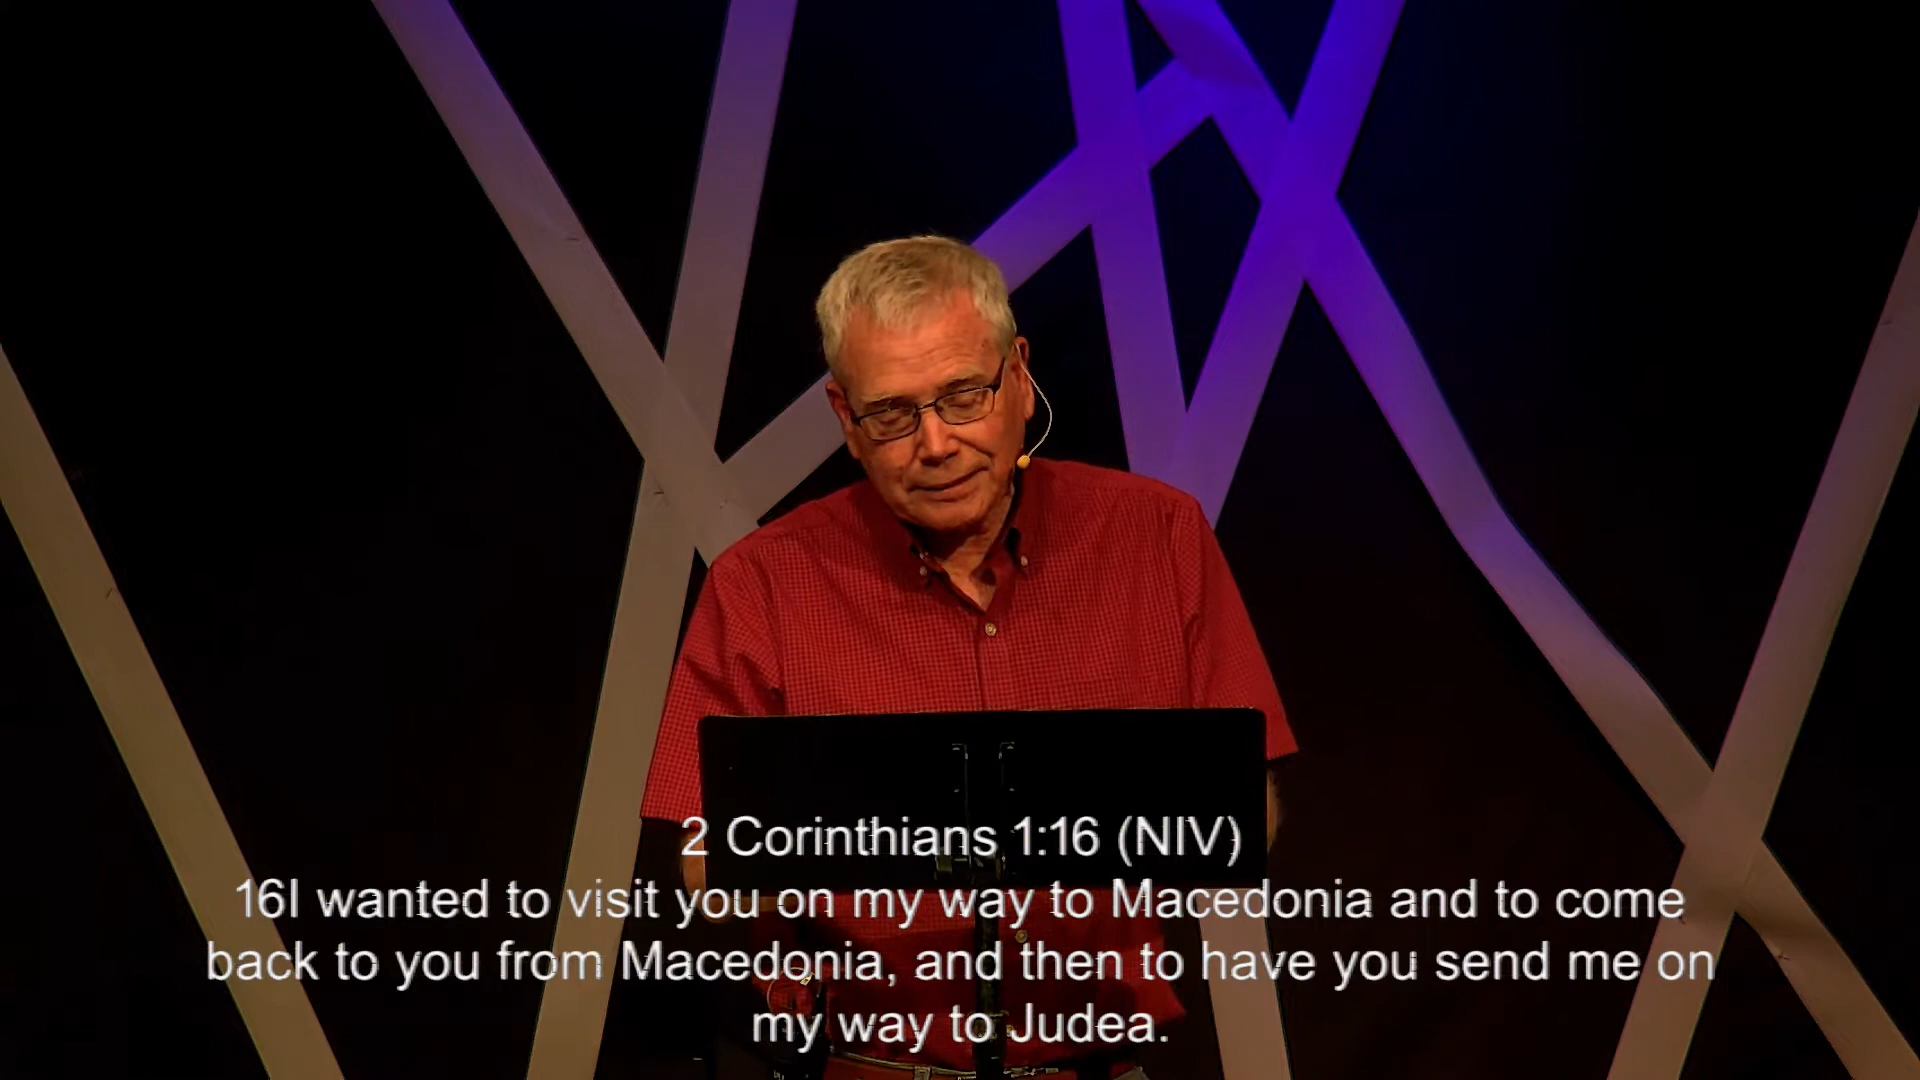 2 Corinthians 1:16 (NIV)
16I wanted to visit you on my way to Macedonia and to come
back to you from Macedonia, and then to have you send me on
my way to Judea.